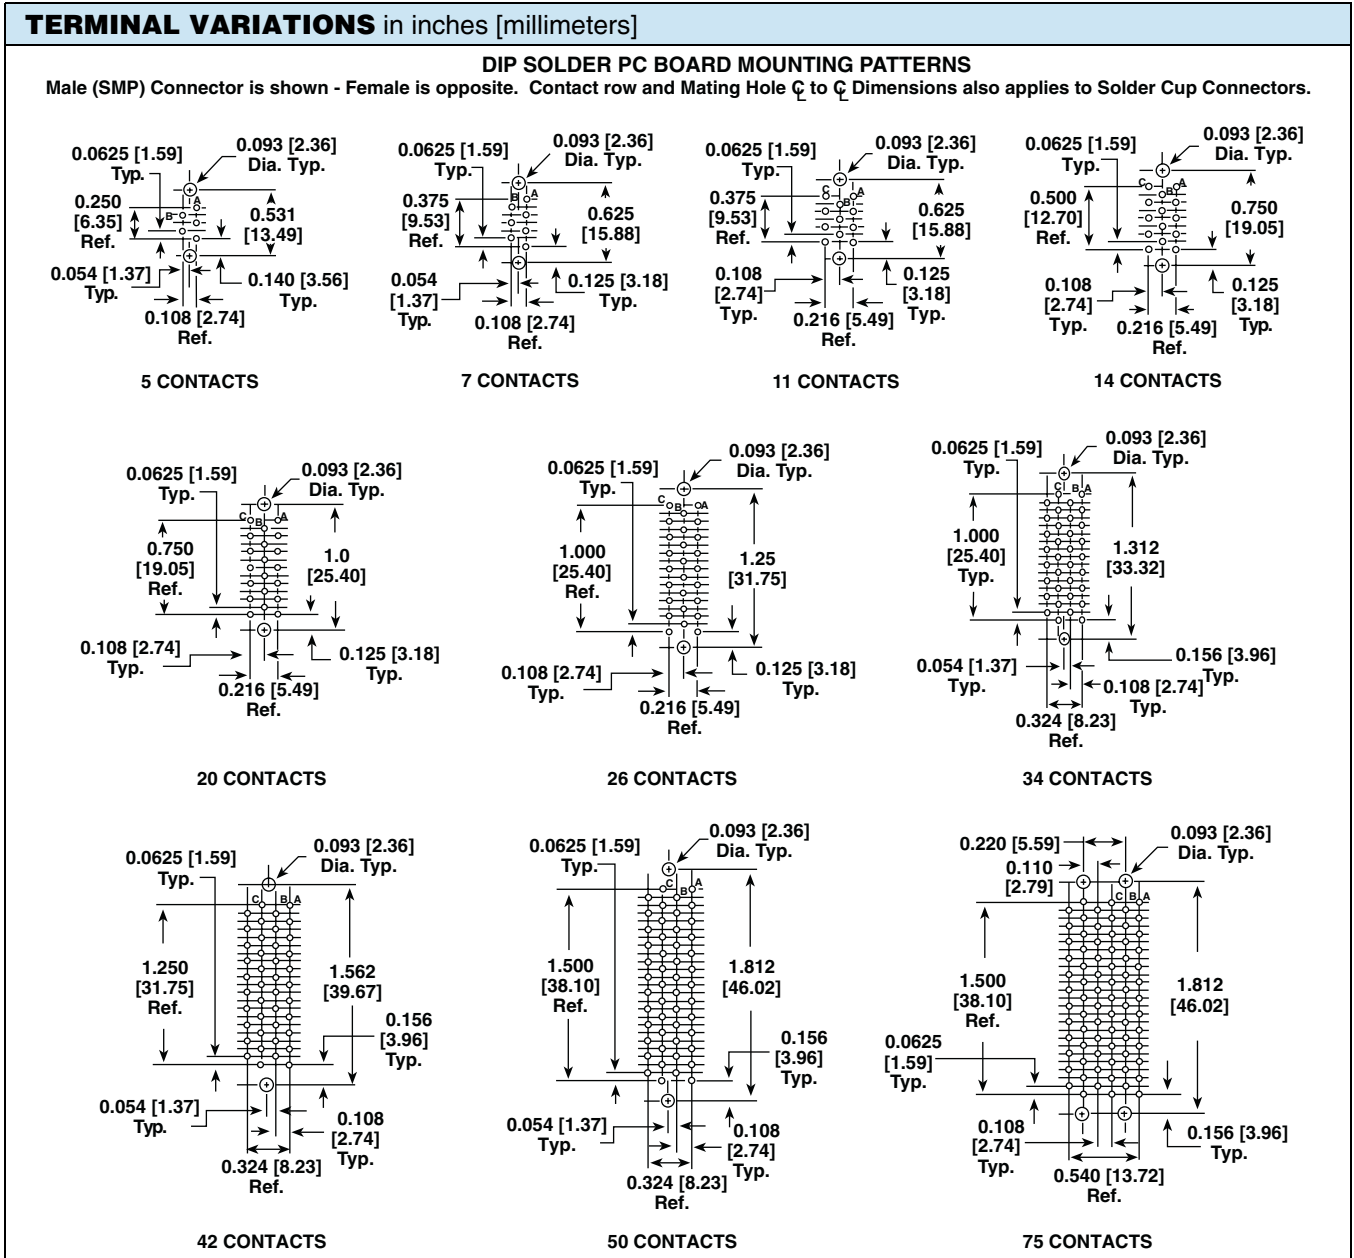 TERMINAL VARIATIONS in inches [millimeters]
DIP SOLDER PC BOARD MOUNTING PATTERNS
Male (SMP) Connector is shown - Female is opposite. Contact row and Mating Hole ℄ to ℄ Dimensions also applies to Solder Cup Connectors.
0.0625 [1.59]
Typ.
0.093 [2.36]
Dia. Typ.
A
B
0.250
[6.35]
Ref.
0.531
[13.49]
0.054 [1.37]
Typ.
0.140 [3.56]
Typ.
0.108 [2.74]
Ref.
5 CONTACTS
0.0625 [1.59]
Typ.
0.093 [2.36]
Dia. Typ.
B
A
0.375
[9.53]
Ref.
0.625
[15.88]
0.054
[1.37]
Typ.
0.125 [3.18]
Typ.
0.108 [2.74]
Ref.
7 CONTACTS
0.0625 [1.59]
Typ.
0.093 [2.36]
Dia. Typ.
C
B
A
0.375
[9.53]
Ref.
0.625
[15.88]
0.108
[2.74]
Typ.
0.125
[3.18]
Typ.
0.216 [5.49]
Ref.
11 CONTACTS
0.0625 [1.59]
Typ.
0.093 [2.36]
Dia. Typ.
C
B
A
0.500
[12.70]
Ref.
0.750
[19.05]
0.108
[2.74]
Typ.
0.125
[3.18]
Typ.
0.216 [5.49]
Ref.
14 CONTACTS
0.0625 [1.59]
Typ.
0.093 [2.36]
Dia. Typ.
C
B
A
0.750
[19.05]
Ref.
1.0
[25.40]
0.108 [2.74]
Typ.
0.125 [3.18]
Typ.
0.216 [5.49]
Ref.
20 CONTACTS
0.0625 [1.59]
Typ.
0.093 [2.36]
Dia. Typ.
C
B
A
1.000
[25.40]
Ref.
1.25
[31.75]
0.108 [2.74]
Typ.
0.125 [3.18]
Typ.
0.216 [5.49]
Ref.
26 CONTACTS
0.0625 [1.59]
Typ.
0.093 [2.36]
Dia. Typ.
C
B
A
1.000
[25.40]
Typ.
1.312
[33.32]
0.054 [1.37]
Typ.
0.156 [3.96]
Typ.
0.108 [2.74]
Typ.
0.324 [8.23]
Ref.
34 CONTACTS
0.0625 [1.59]
Typ.
0.093 [2.36]
Dia. Typ.
C
B
A
1.250
[31.75]
Ref.
1.562
[39.67]
0.156
[3.96]
Typ.
0.054 [1.37]
Typ.
0.108
[2.74]
Typ.
0.324 [8.23]
Ref.
42 CONTACTS
0.0625 [1.59]
Typ.
0.093 [2.36]
Dia. Typ.
C
B
A
1.500
[38.10]
Ref.
1.812
[46.02]
0.156
[3.96]
Typ.
0.054 [1.37]
Typ.
0.108
[2.74]
Typ.
0.324 [8.23]
Ref.
50 CONTACTS
0.220 [5.59]
0.110
[2.79]
0.093 [2.36]
Dia. Typ.
C
B
A
1.500
[38.10]
Ref.
1.812
[46.02]
0.0625
[1.59]
Typ.
0.108
[2.74]
Typ.
0.156 [3.96]
Typ.
0.540 [13.72]
Ref.
75 CONTACTS